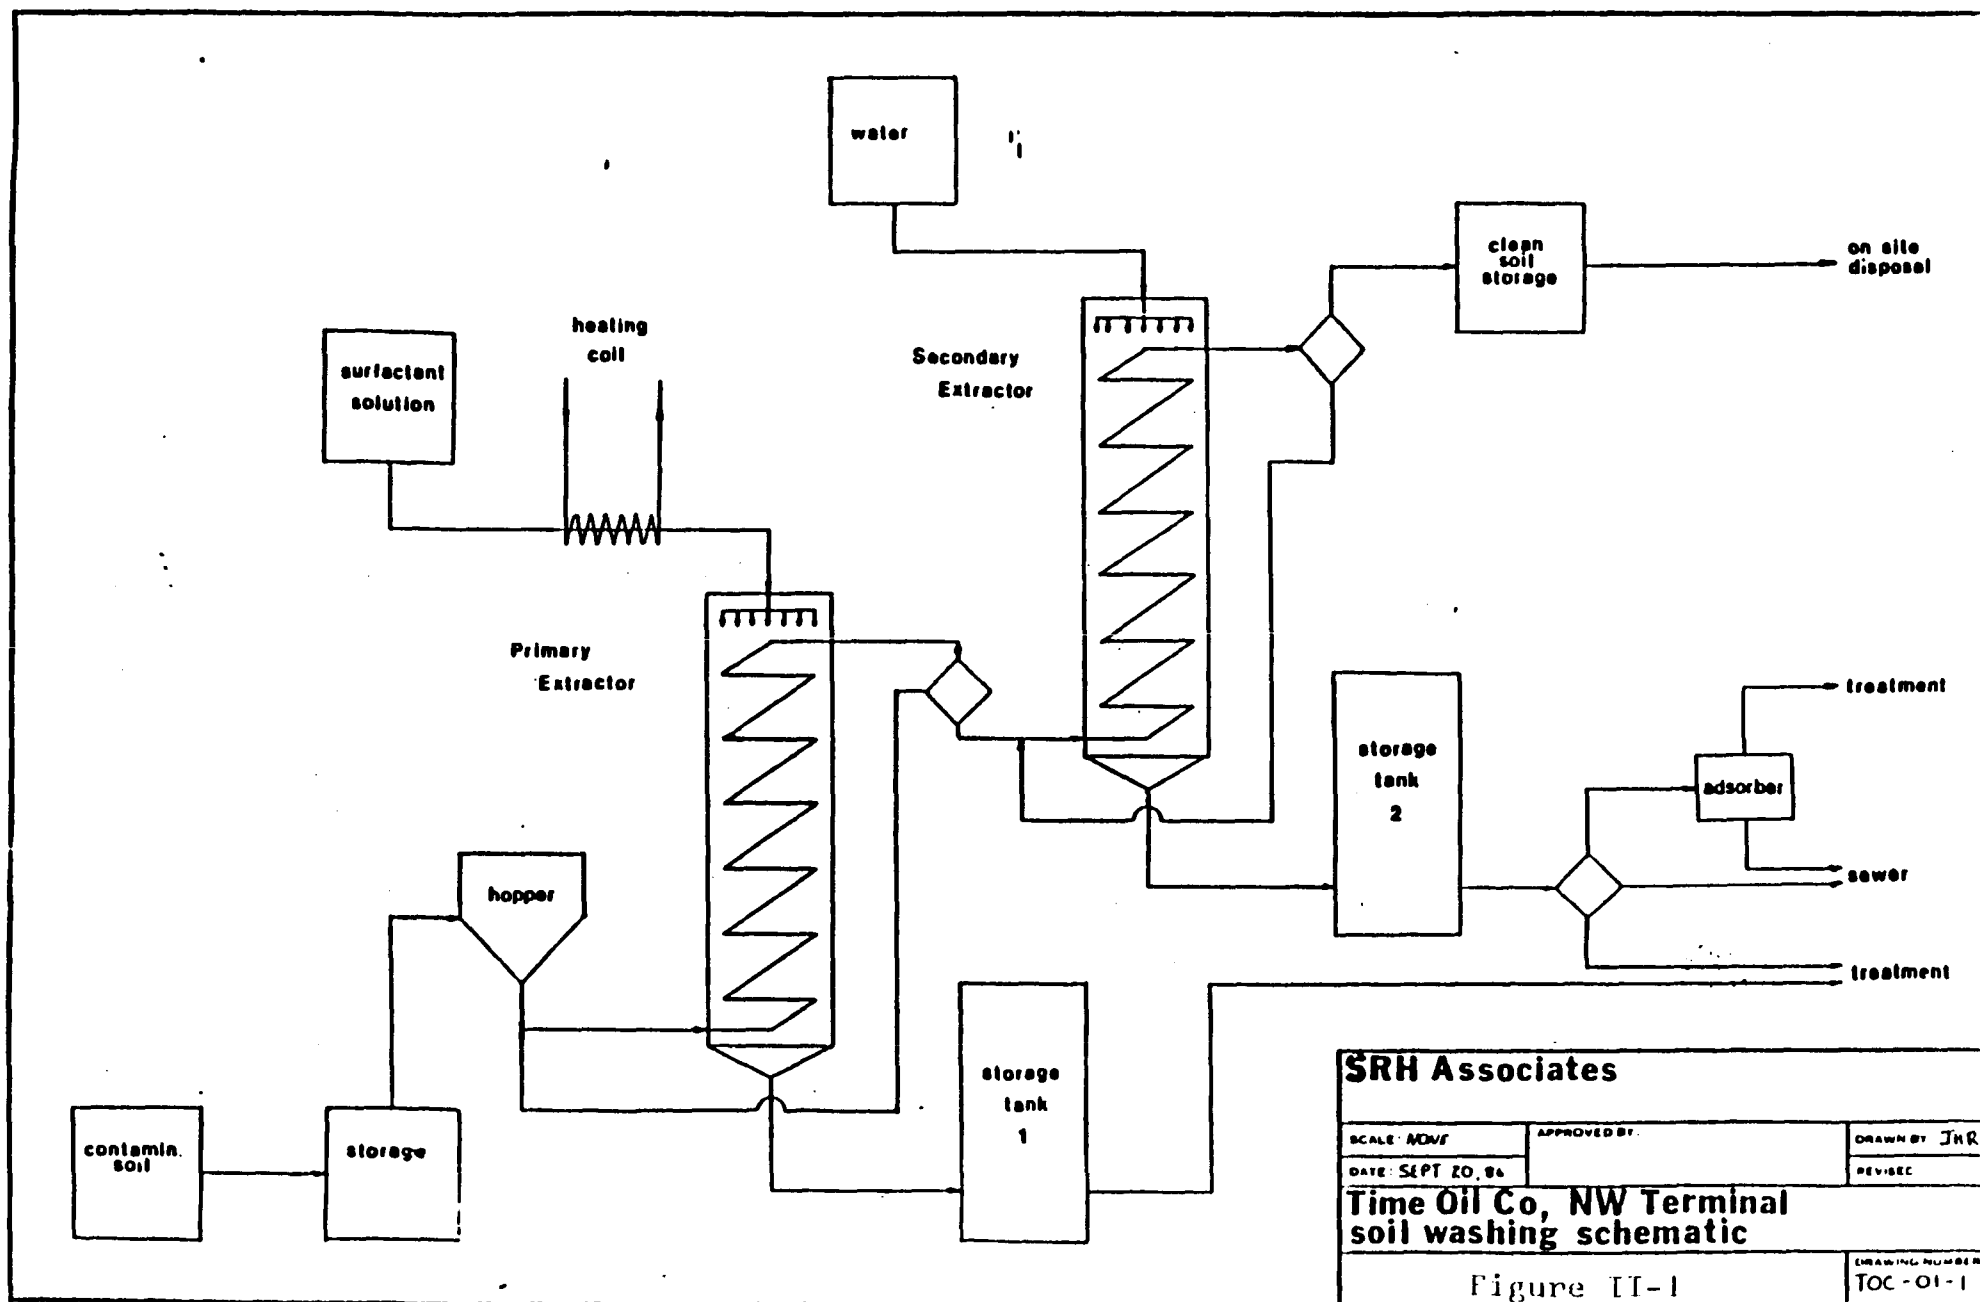 water
clean
soil
storage
on site
disposal
heating
coil
surfactant
solution
Secondary
Extractor
Primary
Extractor
storage
tank
2
treatment
adsorber
sewer
treatment
hopper
storage
tank
1
contamin.
soil
storage
SRH Associates
SCALE: NONE
APPROVED BY:
DRAWN BY JHR
DATE: SEPT 20, 86
REVISED
Time Oil Co, NW Terminal
soil washing schematic
Figure II-1
DRAWING NUMBER
TOC-01-1